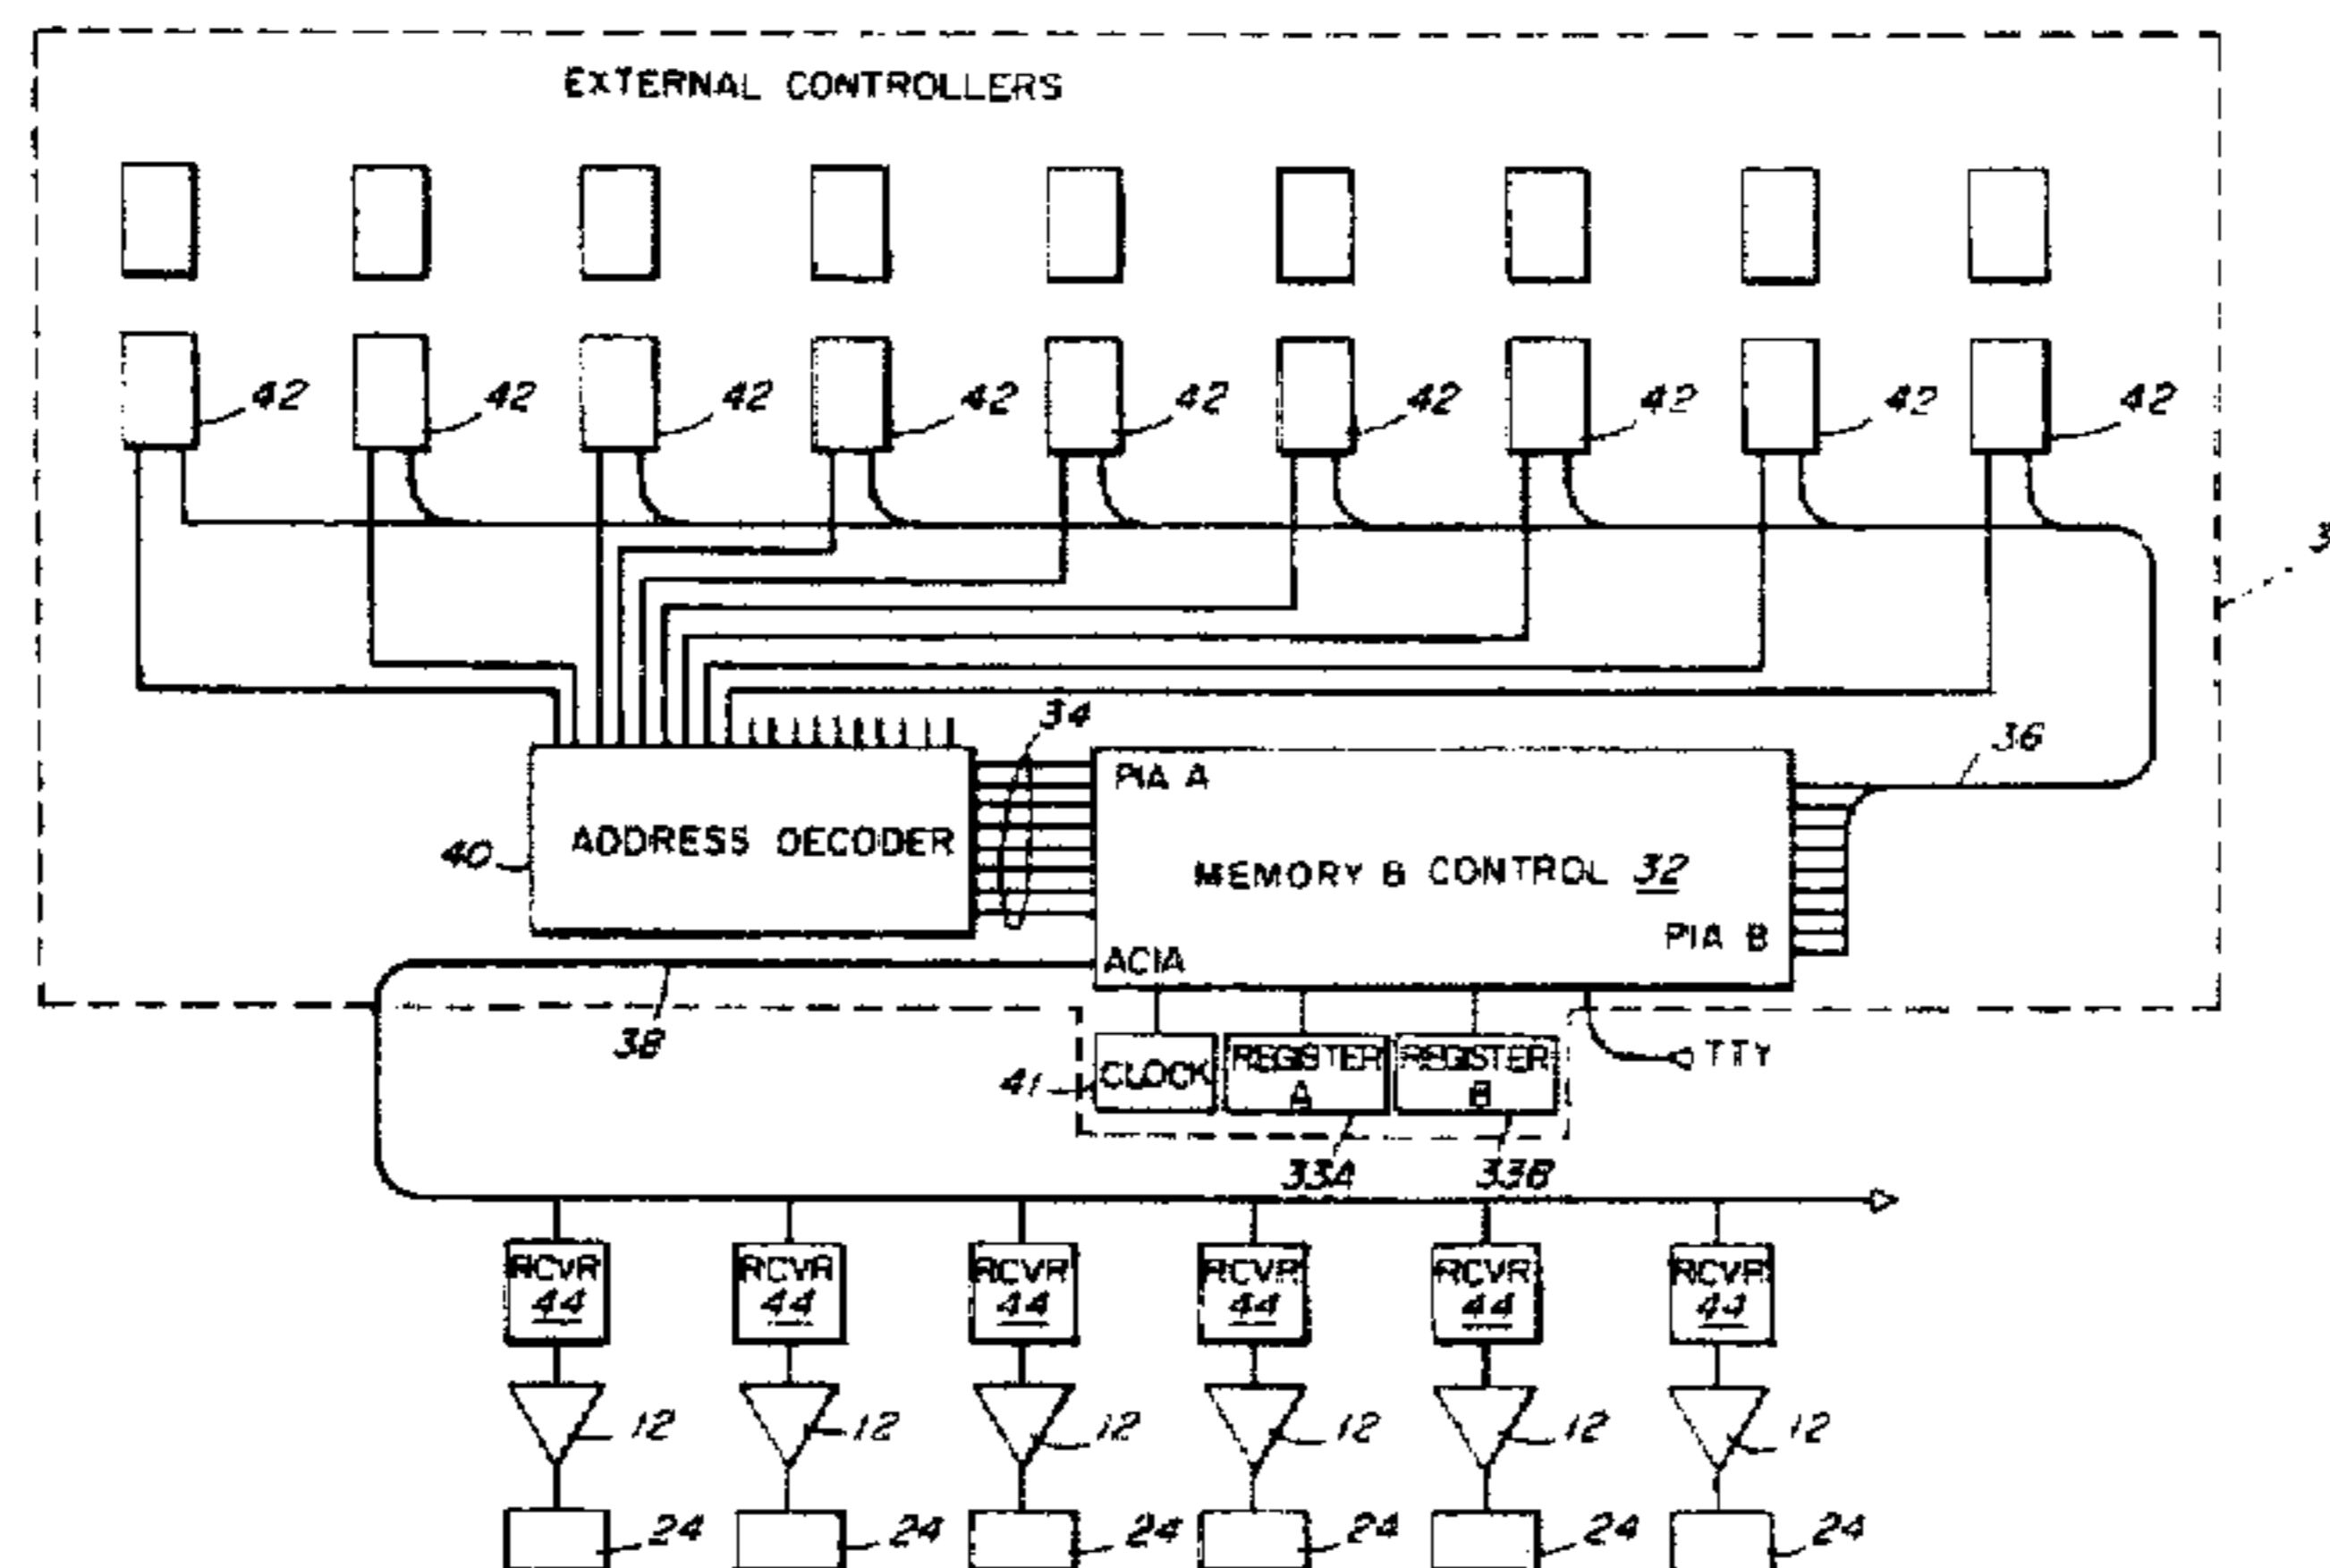 EXTERNAL CONTROLLERS
42 42 42 42 42 42 42 42 42
34
36
PIA A
40
ADDRESS DECODER
MEMORY & CONTROL 32
PIA B
ACIA
38
41
CLOCK
REGISTER A
REGISTER B
TTY
33A
33B
RCVR RCVR RCVR RCVR RCVR RCVR
44 44 44 44 44 44
12 12 12 12 12 12
24 24 24 24 24 24